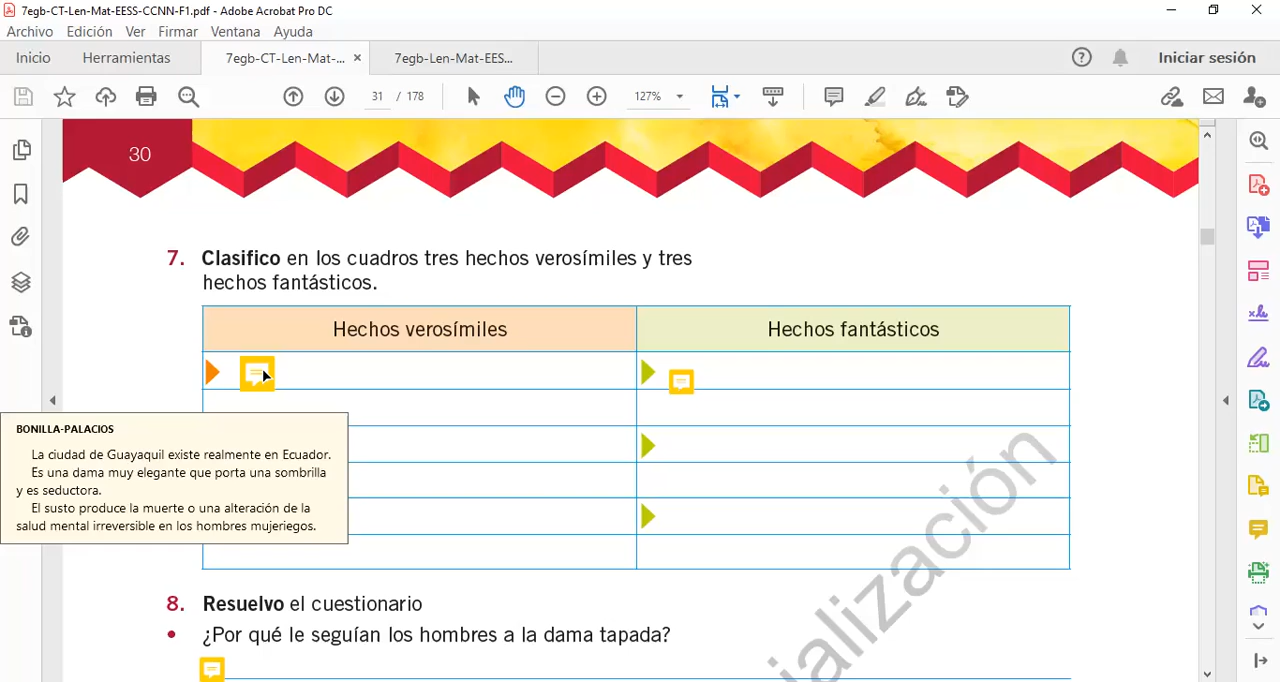 7egb-CT-Len-Mat-EESS-CCNN-F1.pdf - Adobe Acrobat Pro DC
Archivo Edición Ver Firmar Ventana Ayuda
Inicio Herramientas 7egb-CT-Len-Mat-... × 7egb-Len-Mat-EES... Iniciar sesión
31 / 178 127%
30
7. Clasifico en los cuadros tres hechos verosímiles y tres
hechos fantásticos.
Hechos verosímiles Hechos fantásticos
BONILLA-PALACIOS
La ciudad de Guayaquil existe realmente en Ecuador.
Es una dama muy elegante que porta una sombrilla
y es seductora.
El susto produce la muerte o una alteración de la
salud mental irreversible en los hombres mujeriegos.
8. Resuelvo el cuestionario
• ¿Por qué le seguían los hombres a la dama tapada?
ialización